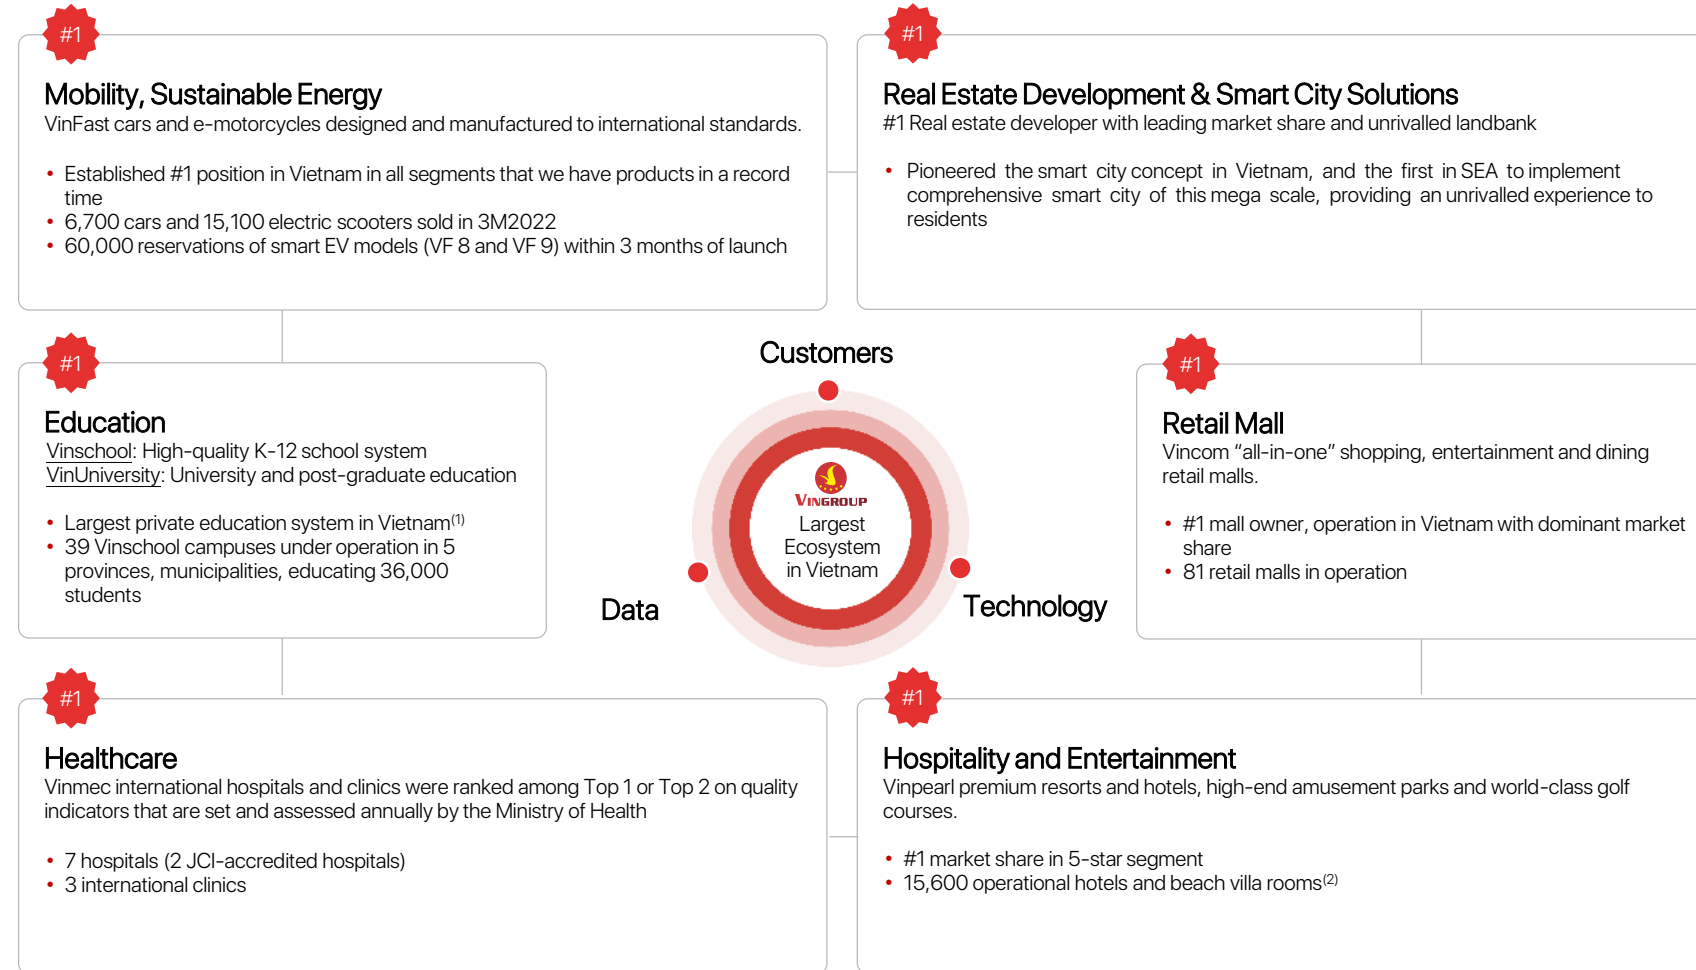 #1
Mobility, Sustainable Energy
VinFast cars and e-motorcycles designed and manufactured to international standards.
• Established #1 position in Vietnam in all segments that we have products in a record
time
• 6,700 cars and 15,100 electric scooters sold in 3M2022
• 60,000 reservations of smart EV models (VF 8 and VF 9) within 3 months of launch
#1
Real Estate Development & Smart City Solutions
#1 Real estate developer with leading market share and unrivalled landbank
• Pioneered the smart city concept in Vietnam, and the first in SEA to implement
comprehensive smart city of this mega scale, providing an unrivalled experience to
residents
#1
Education
Vinschool: High-quality K-12 school system
VinUniversity: University and post-graduate education
• Largest private education system in Vietnam(1)
• 39 Vinschool campuses under operation in 5
provinces, municipalities, educating 36,000
students
Customers
VINGROUP
Largest
Ecosystem
in Vietnam
Data
Technology
#1
Retail Mall
Vincom “all-in-one” shopping, entertainment and dining
retail malls.
• #1 mall owner, operation in Vietnam with dominant market
share
• 81 retail malls in operation
#1
Healthcare
Vinmec international hospitals and clinics were ranked among Top 1 or Top 2 on quality
indicators that are set and assessed annually by the Ministry of Health
• 7 hospitals (2 JCI-accredited hospitals)
• 3 international clinics
#1
Hospitality and Entertainment
Vinpearl premium resorts and hotels, high-end amusement parks and world-class golf
courses.
• #1 market share in 5-star segment
• 15,600 operational hotels and beach villa rooms(2)